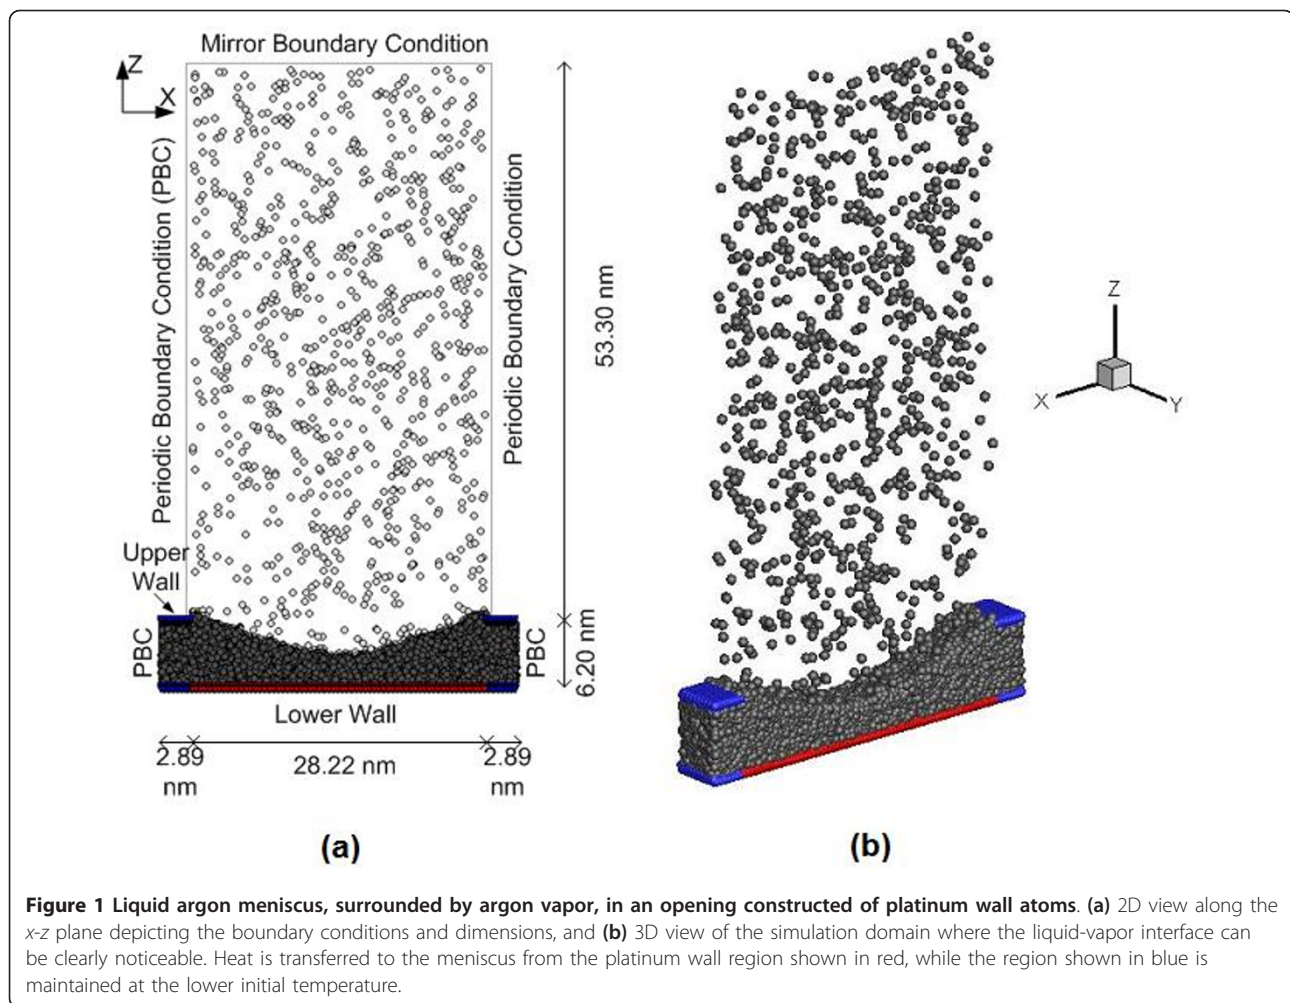 Mirror Boundary Condition
Z
X
Periodic Boundary Condition (PBC)
Periodic Boundary Condition
53.30 nm
Upper
Wall
PBC
PBC
6.20 nm
Lower Wall
2.89
nm
28.22 nm
2.89
nm
(a)
Z
X
Y
(b)
Figure 1 Liquid argon meniscus, surrounded by argon vapor, in an opening constructed of platinum wall atoms. (a) 2D view along the
x-z plane depicting the boundary conditions and dimensions, and (b) 3D view of the simulation domain where the liquid-vapor interface can
be clearly noticeable. Heat is transferred to the meniscus from the platinum wall region shown in red, while the region shown in blue is
maintained at the lower initial temperature.